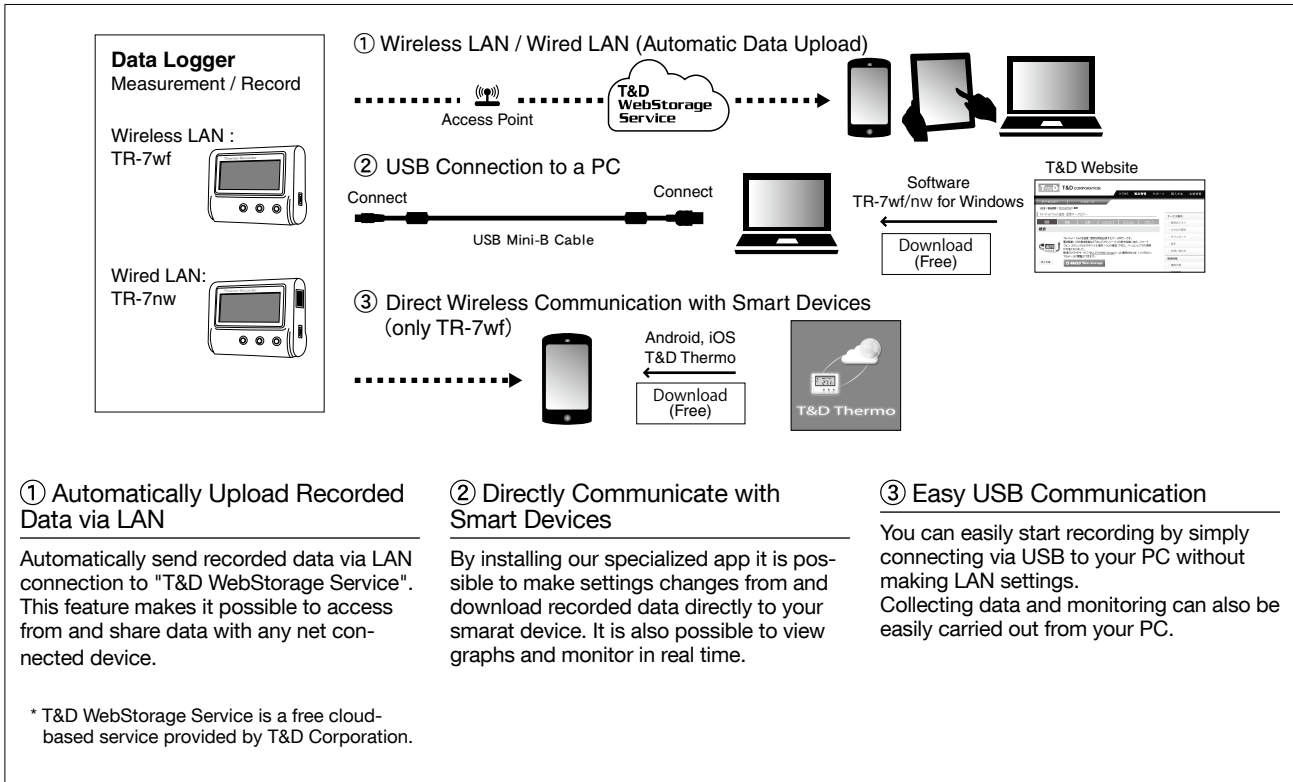 Data Logger
Measurement / Record
Wireless LAN :
TR-7wf
Wired LAN:
TR-7nw
① Wireless LAN / Wired LAN (Automatic Data Upload)
Access Point
T&D
WebStorage
Service
② USB Connection to a PC
Connect
Connect
USB Mini-B Cable
Software
TR-7wf/nw for Windows
Download
(Free)
T&D Website
T&D CORPORATION
HOME
③ Direct Wireless Communication with Smart Devices
(only TR-7wf)
Android, iOS
T&D Thermo
Download
(Free)
T&D Thermo
① Automatically Upload Recorded
Data via LAN
Automatically send recorded data via LAN
connection to "T&D WebStorage Service".
This feature makes it possible to access
from and share data with any net con-
nected device.
* T&D WebStorage Service is a free cloud-
based service provided by T&D Corporation.
② Directly Communicate with
Smart Devices
By installing our specialized app it is pos-
sible to make settings changes from and
download recorded data directly to your
smarat device. It is also possible to view
graphs and monitor in real time.
③ Easy USB Communication
You can easily start recording by simply
connecting via USB to your PC without
making LAN settings.
Collecting data and monitoring can also be
easily carried out from your PC.